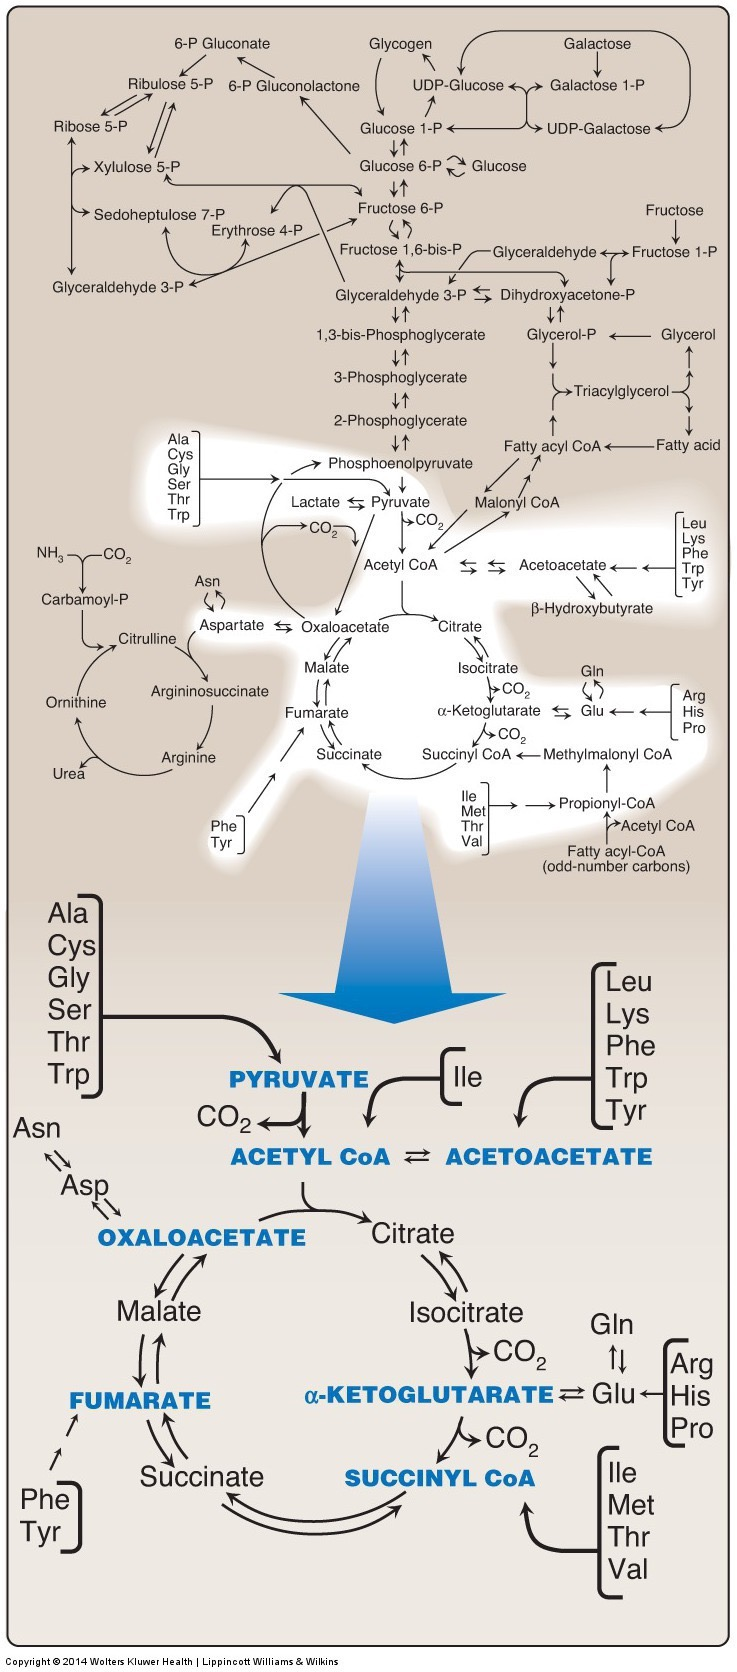 6-P Gluconate
Glycogen
Galactose
Ribulose 5-P
6-P Gluconolactone
UDP-Glucose
Galactose 1-P
Ribose 5-P
Glucose 1-P
UDP-Galactose
Xylulose 5-P
Glucose 6-P
Glucose
Sedoheptulose 7-P
Fructose 6-P
Fructose
Erythrose 4-P
Fructose 1,6-bis-P
Glyceraldehyde
Fructose 1-P
Glyceraldehyde 3-P
Glyceraldehyde 3-P
Dihydroxyacetone-P
1,3-bis-Phosphoglycerate
Glycerol-P
Glycerol
3-Phosphoglycerate
Triacylglycerol
2-Phosphoglycerate
Ala
Cys
Gly
Ser
Thr
Trp
Fatty acyl CoA
Fatty acid
Phosphoenolpyruvate
Lactate
Pyruvate
Malonyl CoA
CO2
CO2
Leu
Lys
Phe
Trp
Tyr
NH3
CO2
Acetyl CoA
Acetoacetate
Asn
Carbamoyl-P
β-Hydroxybutyrate
Citrulline
Aspartate
Oxaloacetate
Citrate
Malate
Isocitrate
Gln
Argininosuccinate
CO2
Ornithine
Fumarate
α-Ketoglutarate
Glu
Arg
His
Pro
CO2
Arginine
Succinate
Succinyl CoA
Methylmalonyl CoA
Urea
Ile
Met
Thr
Val
Propionyl-CoA
Phe
Tyr
Acetyl CoA
Fatty acyl-CoA
(odd-number carbons)
Ala
Cys
Gly
Ser
Thr
Trp
Leu
Lys
Phe
Trp
Tyr
PYRUVATE
Ile
CO2
Asn
ACETYL CoA
ACETOACETATE
Asp
OXALOACETATE
Citrate
Malate
Isocitrate
Gln
CO2
FUMARATE
α-KETOGLUTARATE
Glu
Arg
His
Pro
CO2
Succinate
SUCCINYL CoA
Phe
Tyr
Ile
Met
Thr
Val
Copyright © 2014 Wolters Kluwer Health | Lippincott Williams & Wilkins